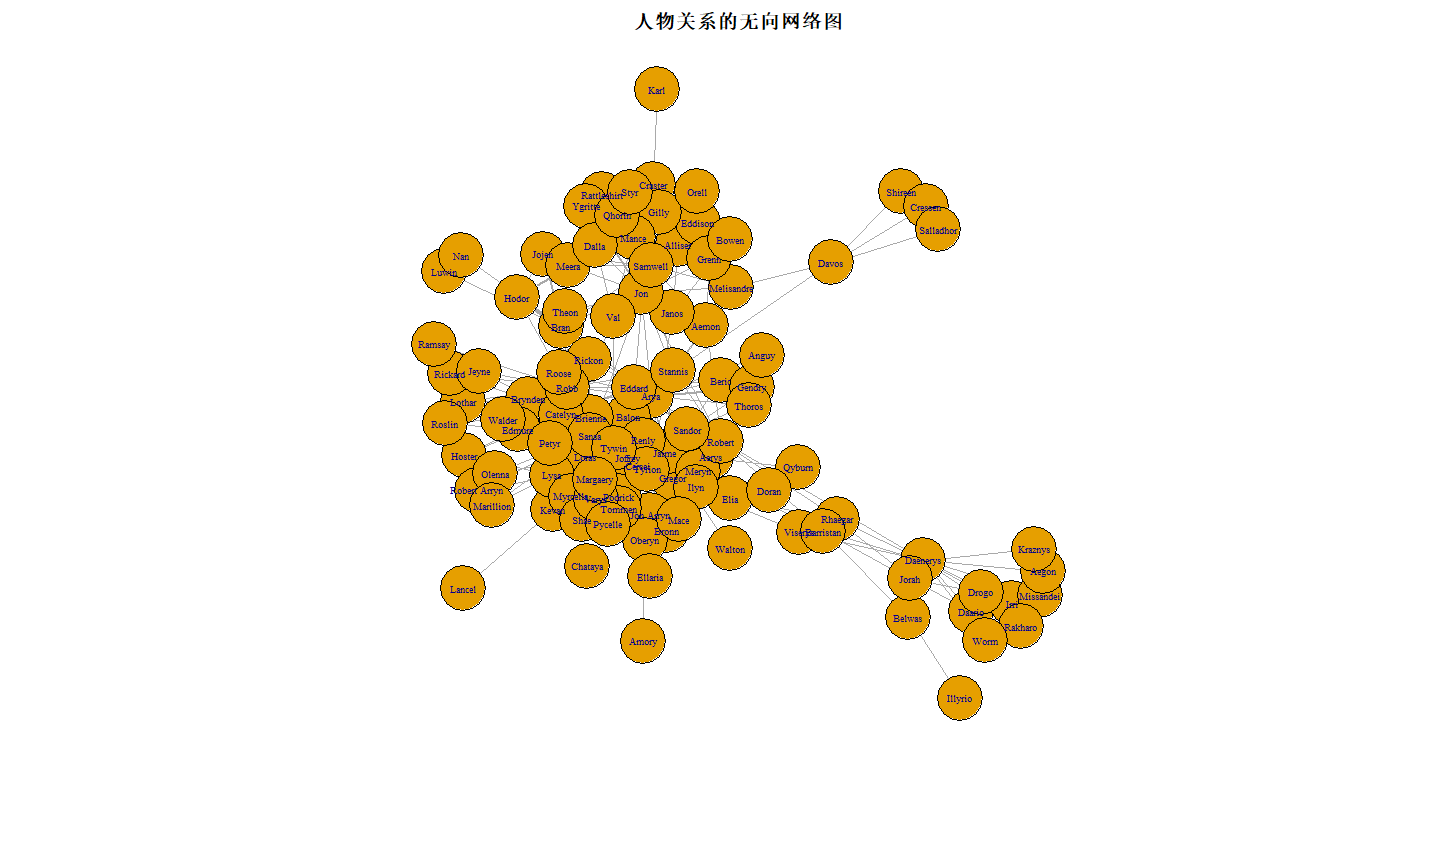 人物关系的无向网络图
Karl
Craster
Rattleshirt
Styr
Orell
Shireen
Ygritte
Qhorin
Gilly
Cressen
Eddison
Salladhor
Mance
Bowen
Dalla
Alliser
Nan
Jojen
Grenn
Luwin
Meera
Samwell
Davos
Melisandre
Hodor
Jon
Theon
Val
Janos
Bran
Aemon
Ramsay
Anguy
Rickon
Rickard
Jeyne
Roose
Stannis
Robb
Eddard
Arya
Beric
Gendry
Lothar
Brynden
Thoros
Catelyn
Brienne
Balon
Roslin
Walder
Edmure
Sansa
Sandor
Petyr
Renly
Robert
Tywin
Jaime
Hoster
Loras
Joffrey
Cersei
Aerys
Qyburn
Olenna
Lysa
Margaery
Tyrion
Gregor
Meryn
Ilyn
Robert Arryn
Marillion
Myrcella
Varys
Podrick
Elia
Doran
Kevan
Tommen
Shae
Pycelle
Jon Arryn
Mace
Rhaegar
Bronn
Viserys
Barristan
Oberyn
Walton
Kraznys
Chataya
Ellaria
Daenerys
Aegon
Lancel
Jorah
Drogo
Missandei
Irri
Daario
Belwas
Rakharo
Amory
Worm
Illyrio